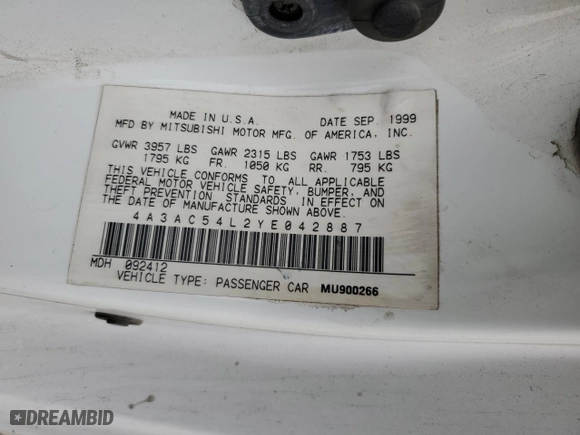 MADE IN U.S.A. DATE SEP. 1999
MFD BY MITSUBISHI MOTOR MFG. OF AMERICA, INC.
GVWR 3957 LBS GAWR 2315 LBS GAWR 1753 LBS
1795 KG FR. 1050 KG RR. 795 KG
THIS VEHICLE CONFORMS TO ALL APPLICABLE
FEDERAL MOTOR VEHICLE SAFETY, BUMPER, AND
THEFT PREVENTION STANDARDS IN EFFECT ON
THE DATE OF MANUFACTURE SHOWN ABOVE.
4A3AC54L2YE042887
MDH 092412
VEHICLE TYPE: PASSENGER CAR MU900266
DREAMBID